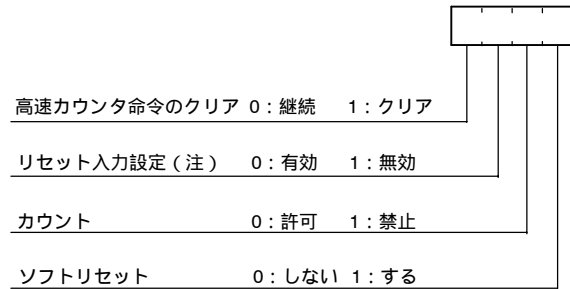 高速カウンタ命令のクリア 0：継続 1：クリア
リセット入力設定（注） 0：有効 1：無効
カウント 0：許可 1：禁止
ソフトリセット 0：しない 1：する